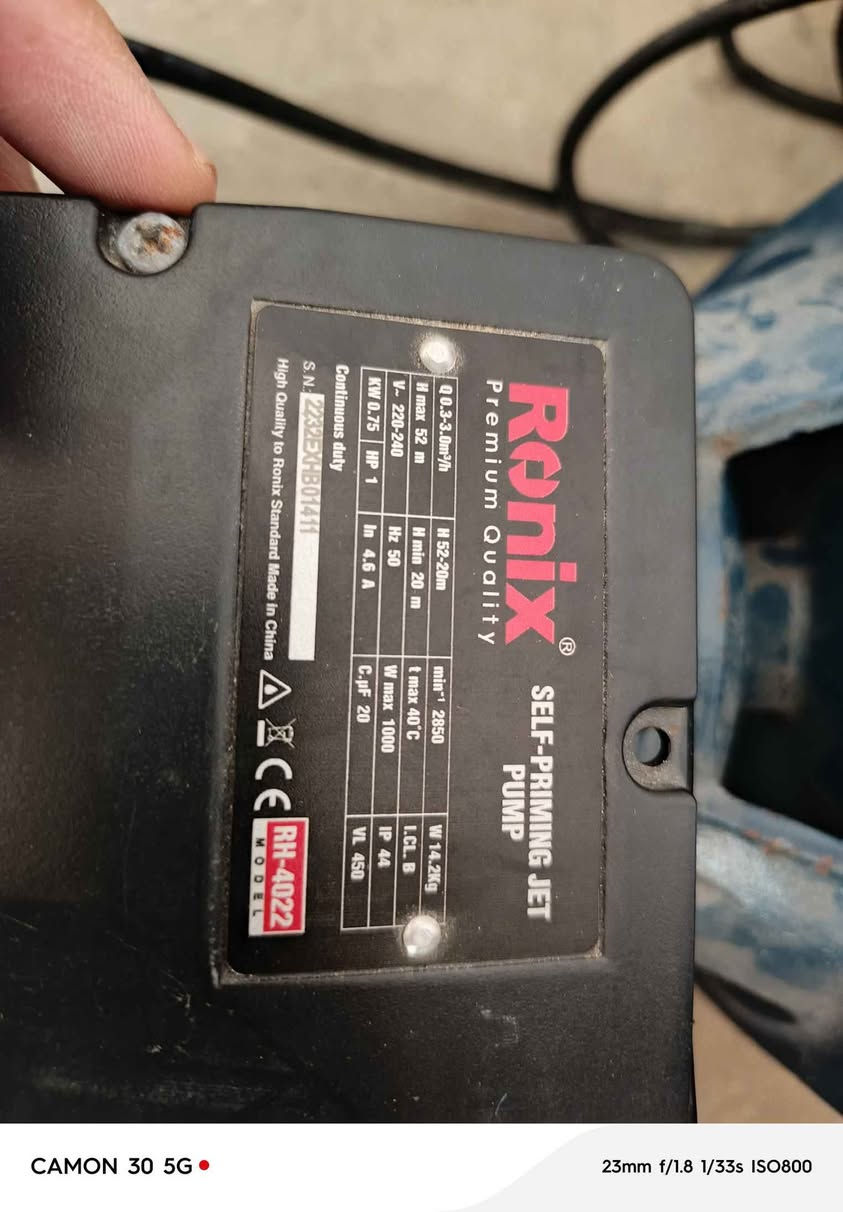 Ronix®
Premium Quality
SELF-PRIMING JET
PUMP
Q 0.3-3.0m³/h H 52-20m min⁻¹ 2850 W 14.2Kg
H max 52 m H min 20 m t max 40°C I.CL. B
V~ 220-240 Hz 50 W max 1000 IP 44
KW 0.75 HP 1 In 4.6 A C.µF 20 VL 450
Continuous duty
S.N.: 2232EXHB01411
High Quality to Ronix Standard Made in China
CE
RH-4022
MODEL
CAMON 30 5G
23mm f/1.8 1/33s ISO800